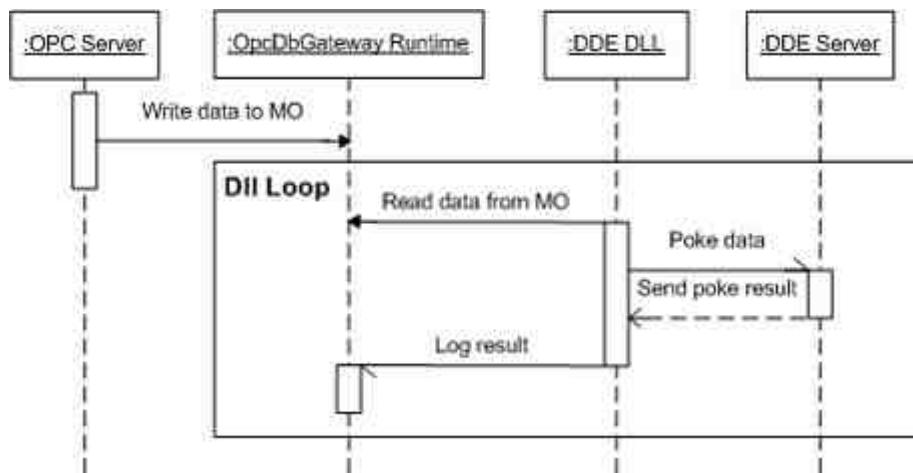 :OPC Server
:OpcDbGateway Runtime
:DDE DLL
:DDE Server
Write data to MO
Dll Loop
Read data from MO
Poke data
Send poke result
Log result